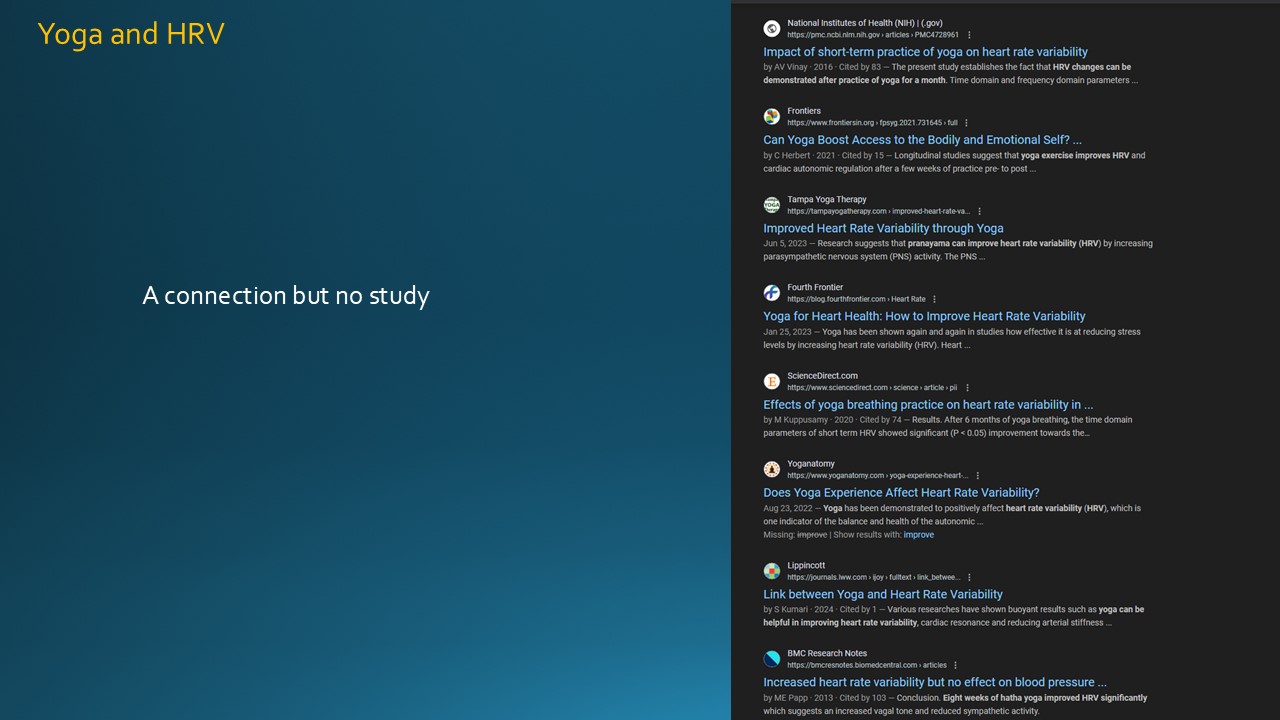 Yoga and HRV
A connection but no study
National Institutes of Health (NIH) | (.gov)
https://pmc.ncbi.nlm.nih.gov › articles › PMC4728961
Impact of short-term practice of yoga on heart rate variability
by AV Vinay · 2016 · Cited by 83 — The present study establishes the fact that HRV changes can be
demonstrated after practice of yoga for a month. Time domain and frequency domain parameters ...
Frontiers
https://www.frontiersin.org › fpsyg.2021.731645 › full
Can Yoga Boost Access to the Bodily and Emotional Self? ...
by C Herbert · 2021 · Cited by 15 — Longitudinal studies suggest that yoga exercise improves HRV and
cardiac autonomic regulation after a few weeks of practice pre- to post ...
YOGA
Tampa Yoga Therapy
https://tampayogatherapy.com › improved-heart-rate-va...
Improved Heart Rate Variability through Yoga
Jun 5, 2023 — Research suggests that pranayama can improve heart rate variability (HRV) by increasing
parasympathetic nervous system (PNS) activity. The PNS ...
Fourth Frontier
https://blog.fourthfrontier.com › Heart Rate
Yoga for Heart Health: How to Improve Heart Rate Variability
Jan 25, 2023 — Yoga has been shown again and again in studies how effective it is at reducing stress
levels by increasing heart rate variability (HRV). Heart ...
E
ScienceDirect.com
https://www.sciencedirect.com › science › article › pii
Effects of yoga breathing practice on heart rate variability in ...
by M Kuppusamy · 2020 · Cited by 74 — Results. After 6 months of yoga breathing, the time domain
parameters of short term HRV showed significant (P < 0.05) improvement towards the...
Yoganatomy
https://www.yoganatomy.com › yoga-experience-heart-...
Does Yoga Experience Affect Heart Rate Variability?
Aug 23, 2022 — Yoga has been demonstrated to positively affect heart rate variability (HRV), which is
one indicator of the balance and health of the autonomic ...
Missing: improve | Show results with: improve
Lippincott
https://journals.lww.com › ijoy › fulltext › link_betwee...
Link between Yoga and Heart Rate Variability
by S Kumari · 2024 · Cited by 1 — Various researches have shown buoyant results such as yoga can be
helpful in improving heart rate variability, cardiac resonance and reducing arterial stiffness ...
BMC Research Notes
https://bmcresnotes.biomedcentral.com › articles
Increased heart rate variability but no effect on blood pressure ...
by ME Papp · 2013 · Cited by 103 — Conclusion. Eight weeks of hatha yoga improved HRV significantly
which suggests an increased vagal tone and reduced sympathetic activity.